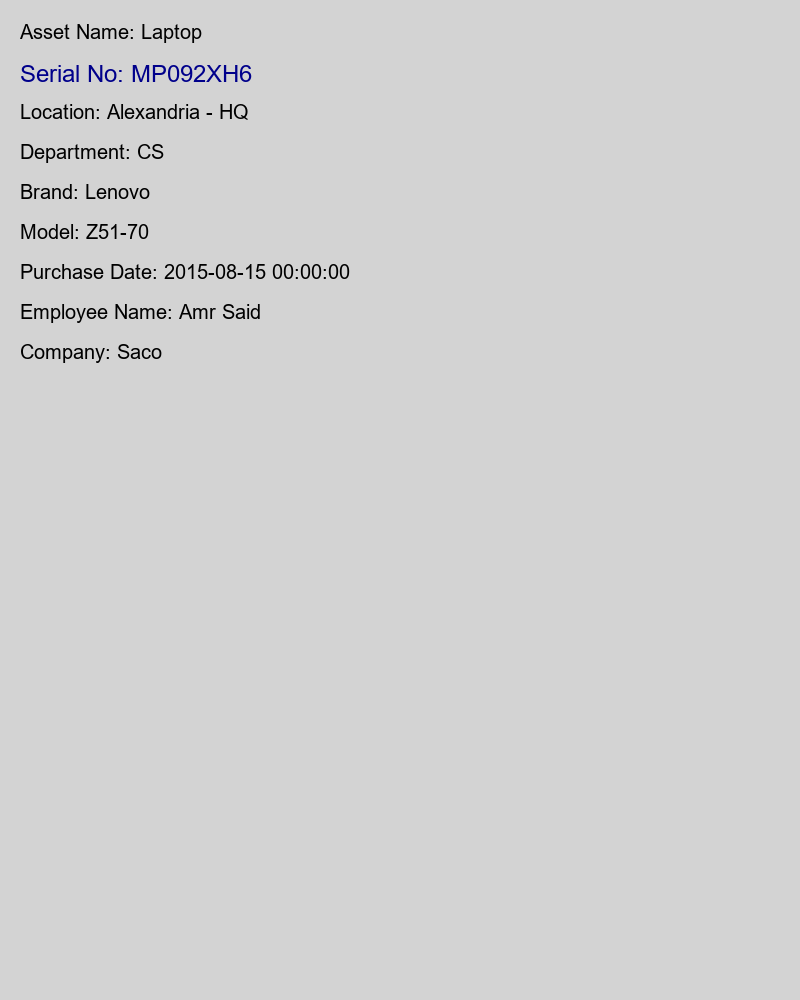 Asset Name: Laptop
Serial No: MP092XH6
Location: Alexandria - HQ
Department: CS
Brand: Lenovo
Model: Z51-70
Purchase Date: 2015-08-15 00:00:00
Employee Name: Amr Said
Company: Saco